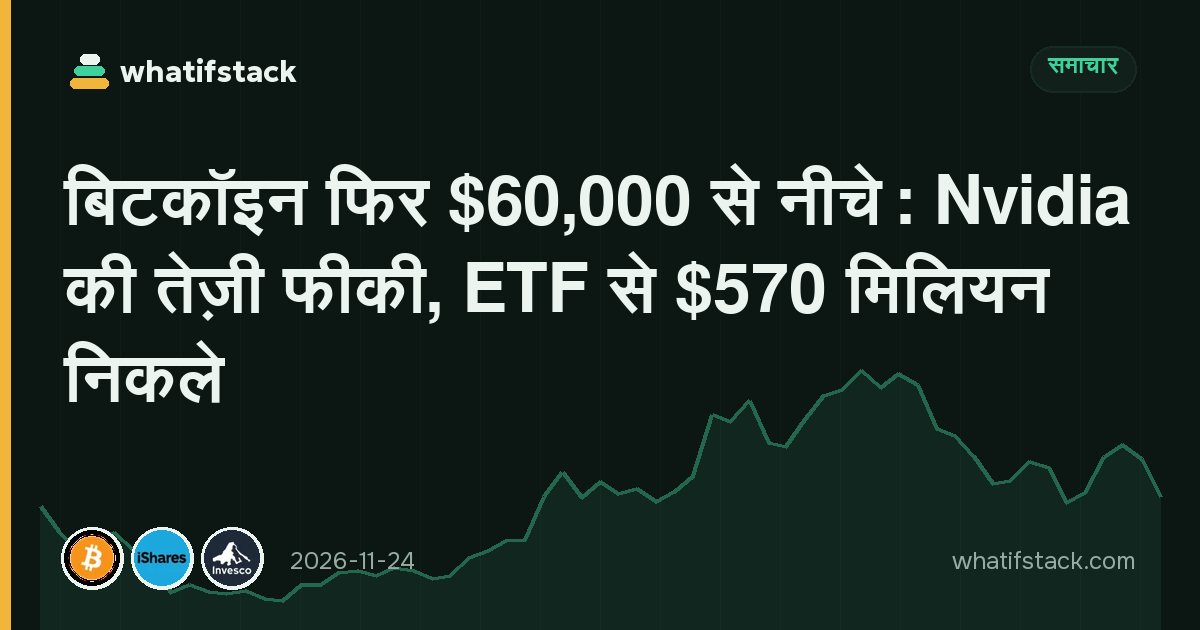 whatifstack
समाचार
बिटकॉइन फिर $60,000 से नीचे : Nvidia
की तेज़ी फीकी, ETF से $570 मिलियन
निकले
iShares
Invesco
2026-11-24
whatifstack.com